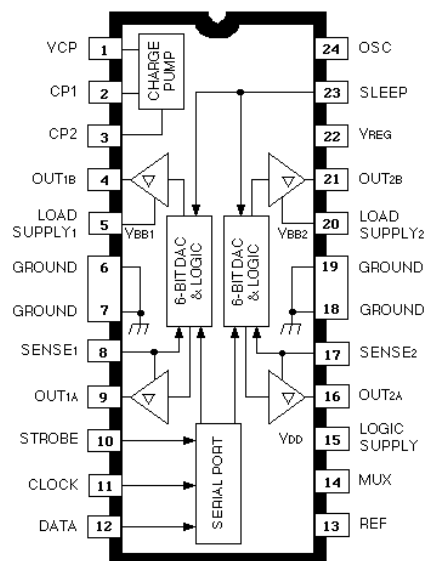 VCP 1 24 OSC
CP1 2 23 SLEEP
CHARGE
PUMP
CP2 3 22 VREG
OUT1B 4 21 OUT2B
LOAD
SUPPLY1 5 VBB1 VBB2 20 LOAD
SUPPLY2
6-BIT DAC
& LOGIC
6-BIT DAC
& LOGIC
GROUND 6 19 GROUND
GROUND 7 18 GROUND
SENSE1 8 17 SENSE2
OUT1A 9 16 OUT2A
STROBE 10 VDD 15 LOGIC
SUPPLY
SERIAL PORT
CLOCK 11 14 MUX
DATA 12 13 REF